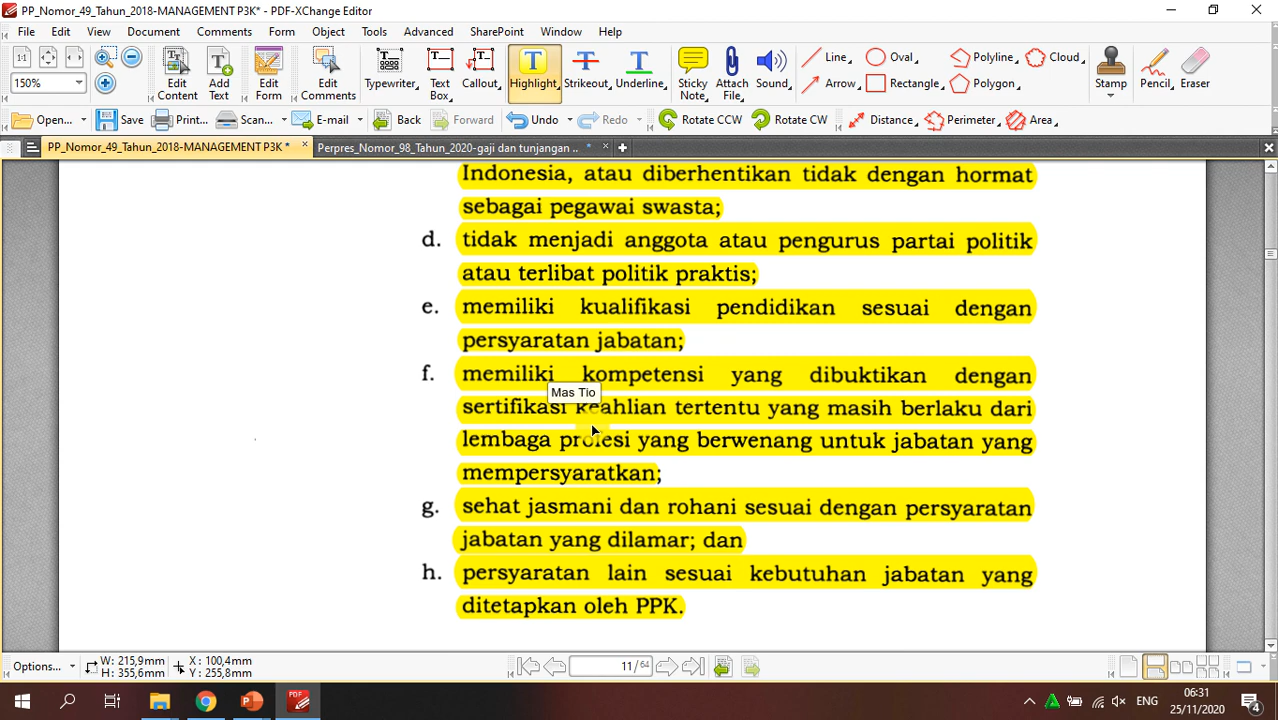 PP_Nomor_49_Tahun_2018-MANAGEMENT P3K* - PDF-XChange Editor
File Edit View Document Comments Form Tools Advanced SharePoint Window Help
150%
Edit Content
Add Text
Edit Form
Edit Comments
Typewriter
Text Box
Callout
Highlight
Strikeout
Underline
Sticky Note
Attach File
Sound
Line
Arrow
Oval
Rectangle
Polyline
Polygon
Cloud
Stamp
Pencil
Eraser
Open... Save Print... Scan... E-mail Back Forward Undo Redo Rotate CCW Rotate CW Distance Perimeter Area
PP_Nomor_49_Tahun_2018-MANAGEMENT P3K * Perpres_Nomor_98_Tahun_2020-gaji dan tunjangan .. *
Indonesia, atau diberhentikan tidak dengan hormat
sebagai pegawai swasta;
d. tidak menjadi anggota atau pengurus partai politik
atau terlibat politik praktis;
e. memiliki kualifikasi pendidikan sesuai dengan
persyaratan jabatan;
f. memiliki kompetensi yang dibuktikan dengan
Mas Tio
sertifikasi keahlian tertentu yang masih berlaku dari
lembaga profesi yang berwenang untuk jabatan yang
mempersyaratkan;
g. sehat jasmani dan rohani sesuai dengan persyaratan
jabatan yang dilamar; dan
h. persyaratan lain sesuai kebutuhan jabatan yang
ditetapkan oleh PPK.
Options...
W: 215,9mm
H: 355,6mm
X: 100,4mm
Y: 255,8mm
11 / 64
ENG
06:31
25/11/2020
4